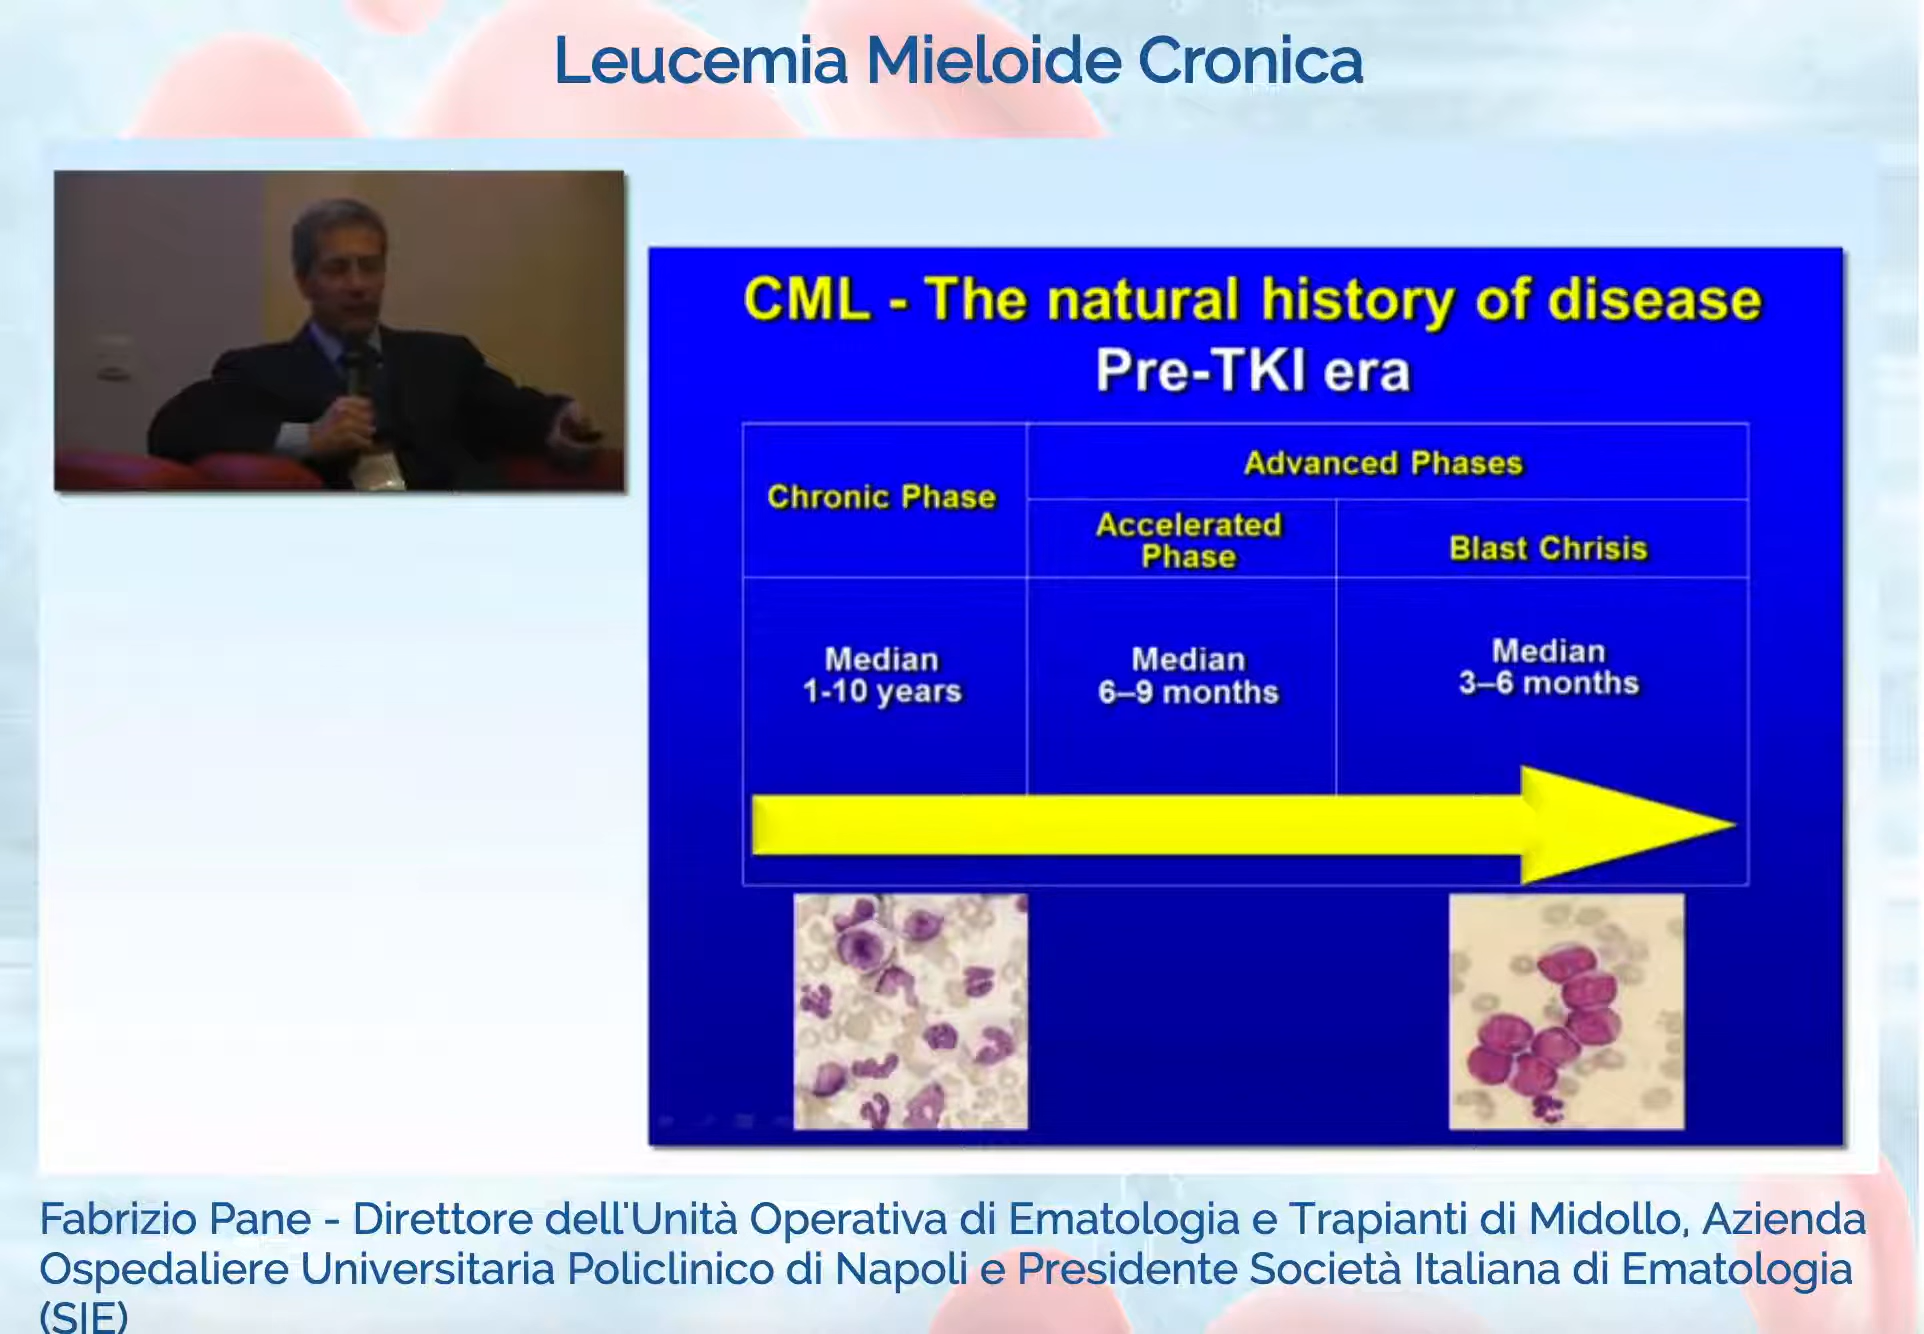 Leucemia Mieloide Cronica
CML - The natural history of disease
Pre-TKI era
Chronic Phase
Advanced Phases
Accelerated
Phase
Blast Chrisis
Median
1-10 years
Median
6–9 months
Median
3–6 months
Fabrizio Pane - Direttore dell'Unità Operativa di Ematologia e Trapianti di Midollo, Azienda
Ospedaliere Universitaria Policlinico di Napoli e Presidente Società Italiana di Ematologia
(SIE)